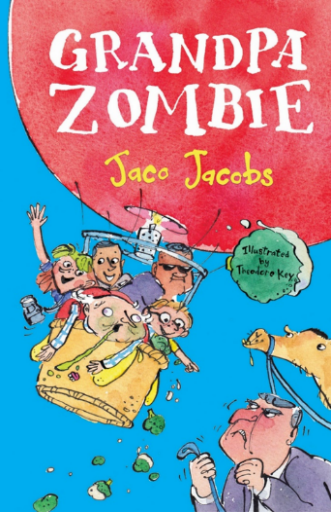 GRANDPA
ZOMBIE
Jaco Jacobs
Illustrated
by
Theodore Key